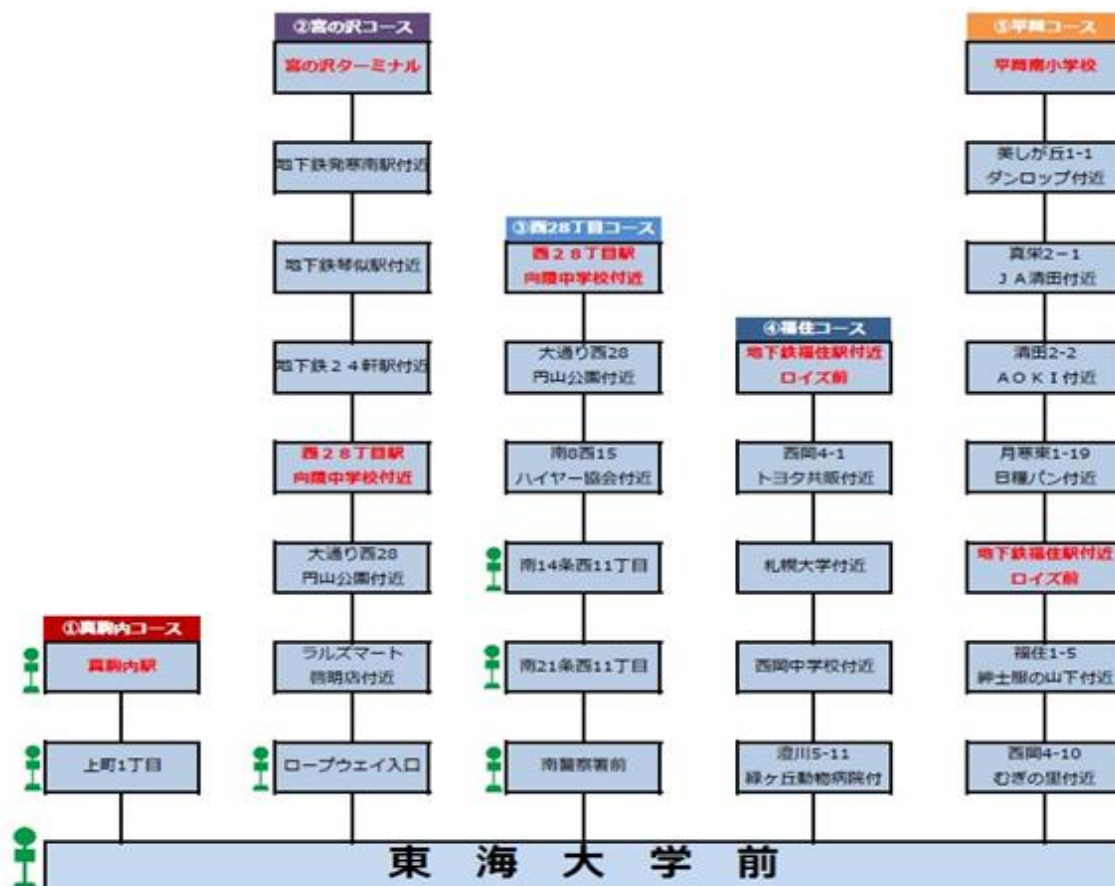 ②宮の沢コース
宮の沢ターミナル
地下鉄発寒南駅付近
地下鉄琴似駅付近
地下鉄24軒駅付近
西28丁目駅
向陵中学校付近
大通り西28
円山公園付近
ラルズマート
啓明店付近
ロープウェイ入口
③西28丁目コース
西28丁目駅
向陵中学校付近
大通り西28
円山公園付近
南8西15
ハイヤー協会付近
南14条西11丁目
南21条西11丁目
南警察署前
④福住コース
地下鉄福住駅付近
ロイズ前
西岡4-1
トヨタ共販付近
札幌大学付近
西岡中学校付近
澄川5-11
緑ヶ丘動物病院付
⑤平岡コース
平岡南小学校
美しが丘1-1
ダンロップ付近
真栄2-1
JA清田付近
清田2-2
AOKI付近
月寒東1-19
日糧パン付近
地下鉄福住駅付近
ロイズ前
福住1-5
紳士服の山下付近
西岡4-10
むぎの里付近
①真駒内コース
真駒内駅
上町1丁目
東海大学前